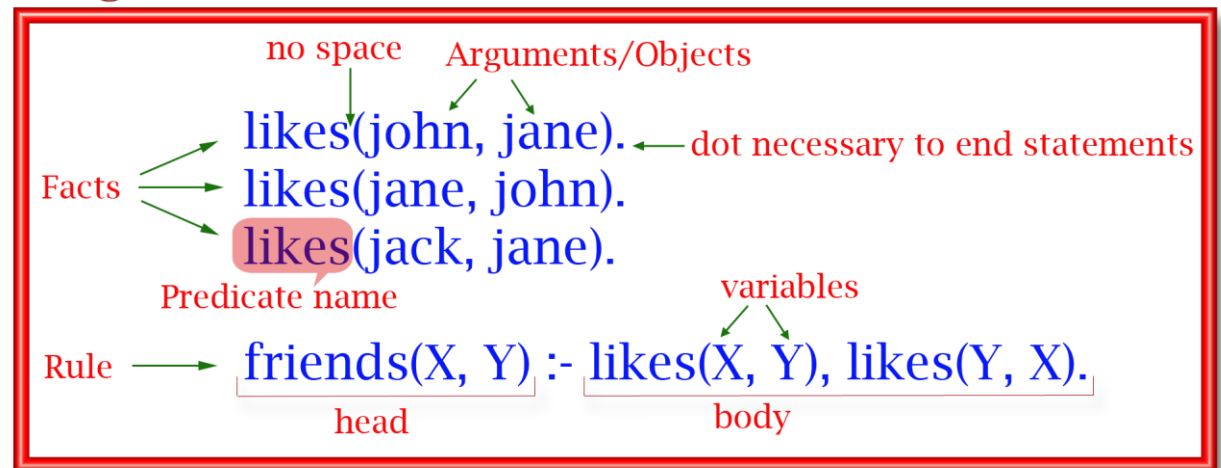 no space Arguments/Objects
likes(john, jane). dot necessary to end statements
Facts likes(jane, john).
likes(jack, jane).
Predicate name variables
Rule friends(X, Y) :- likes(X, Y), likes(Y, X).
head body